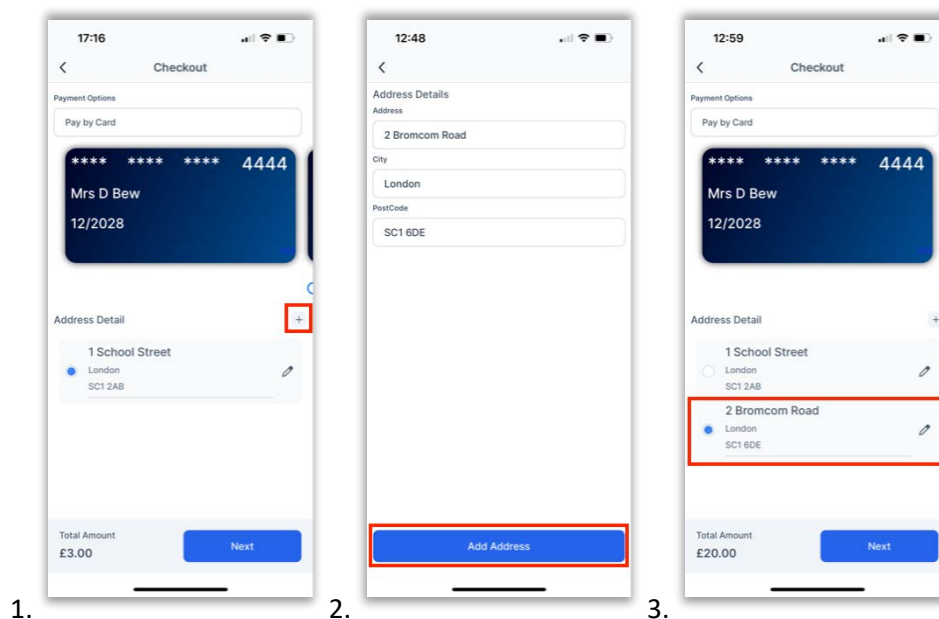 17:16
Checkout
Payment Options
Pay by Card
**** **** **** 4444
Mrs D Bew
12/2028
Address Detail
+
1 School Street
London
SC1 2AB
Total Amount
£3.00
Next
1.
12:48
Address Details
Address
2 Bromcom Road
City
London
PostCode
SC1 6DE
Add Address
2.
12:59
Checkout
Payment Options
Pay by Card
**** **** **** 4444
Mrs D Bew
12/2028
Address Detail
+
1 School Street
London
SC1 2AB
2 Bromcom Road
London
SC1 6DE
Total Amount
£20.00
Next
3.